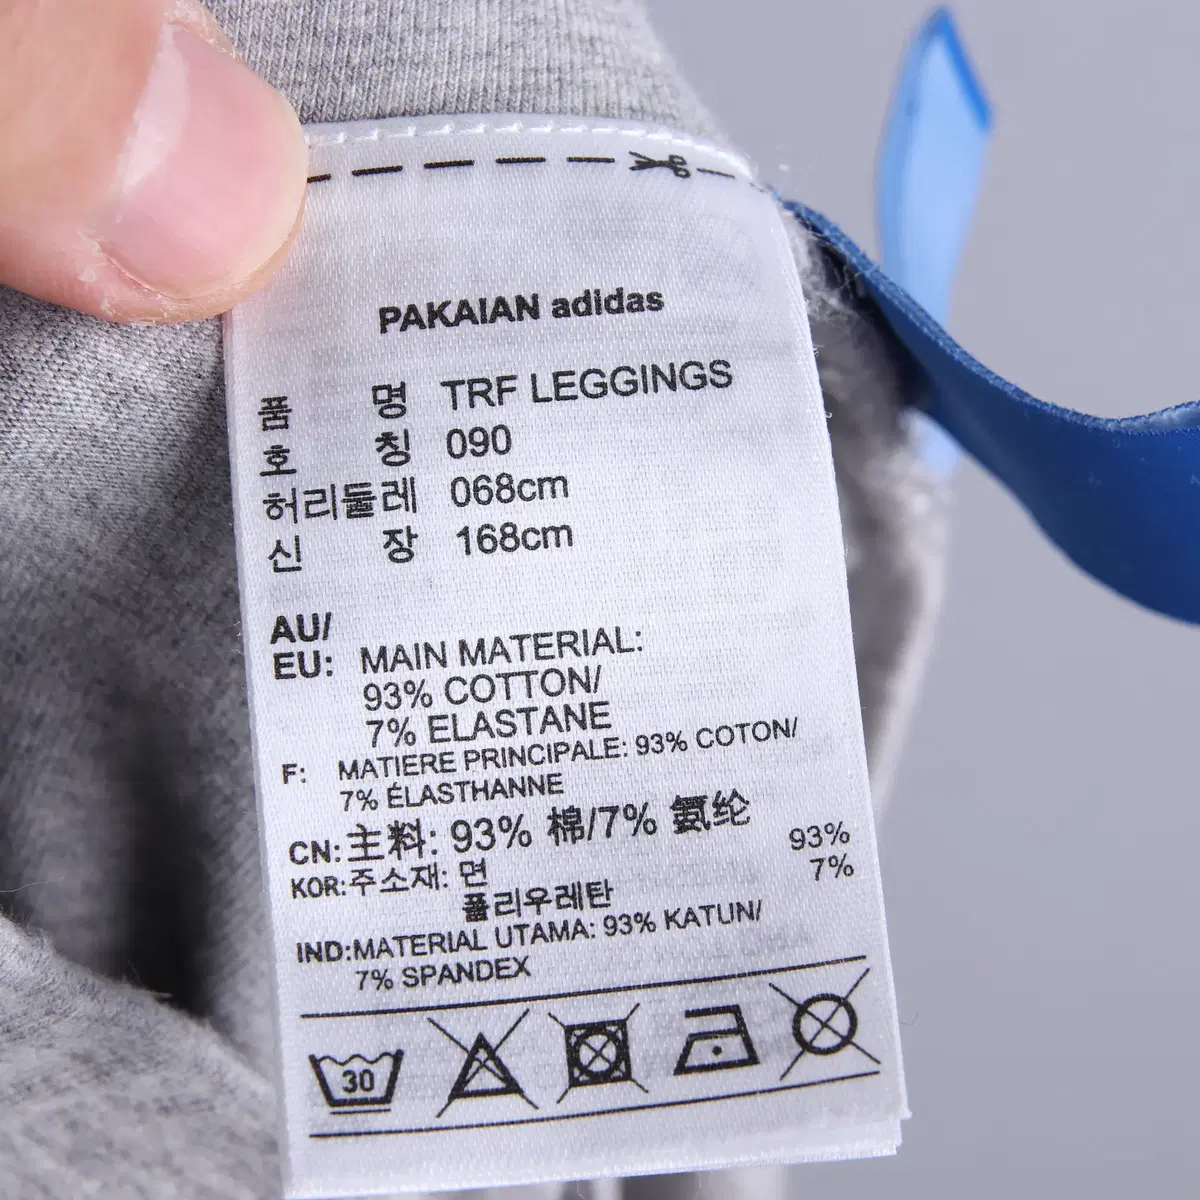 PAKAIAN adidas
품 명 TRF LEGGINGS
호 칭 090
허리둘레 068cm
신 장 168cm
AU/
EU: MAIN MATERIAL:
93% COTTON/
7% ELASTANE
F: MATIERE PRINCIPALE: 93% COTON/
7% ÉLASTHANNE
CN: 主料: 93% 棉/7% 氨纶
KOR: 주소재: 면 93%
폴리우레탄 7%
IND: MATERIAL UTAMA: 93% KATUN/
7% SPANDEX
30